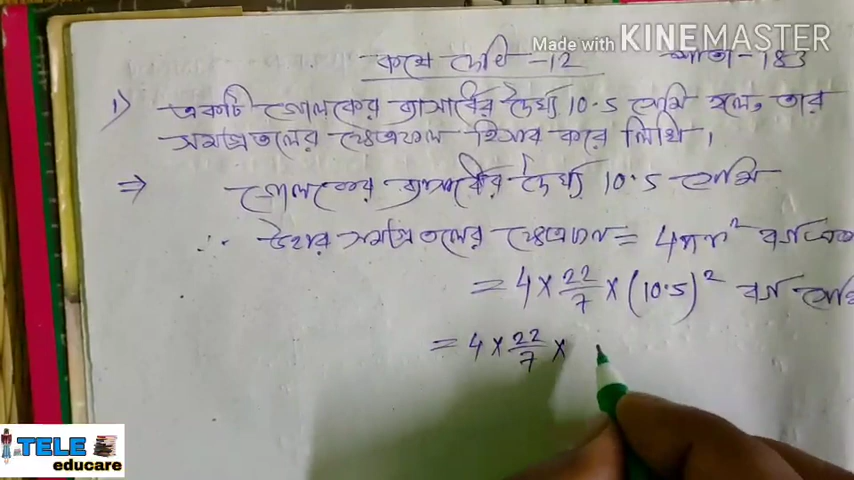 Made with KINEMASTER
কষে দেখি - 12 পাতা - 183
1) একটি গোলকের ব্যাসার্ধের দৈর্ঘ্য 10.5 সেমি হলে, তার
সমগ্রতলের ক্ষেত্রফল হিসাব করে লিখি।
⇒ গোলকের ব্যাসার্ধের দৈর্ঘ্য 10.5 সেমি
∴ উহার সমগ্রতলের ক্ষেত্রফল = 4πr² বর্গ
= 4 × 22/7 × (10.5)² বর্গ সেমি
= 4 × 22/7 ×
TELE
educare